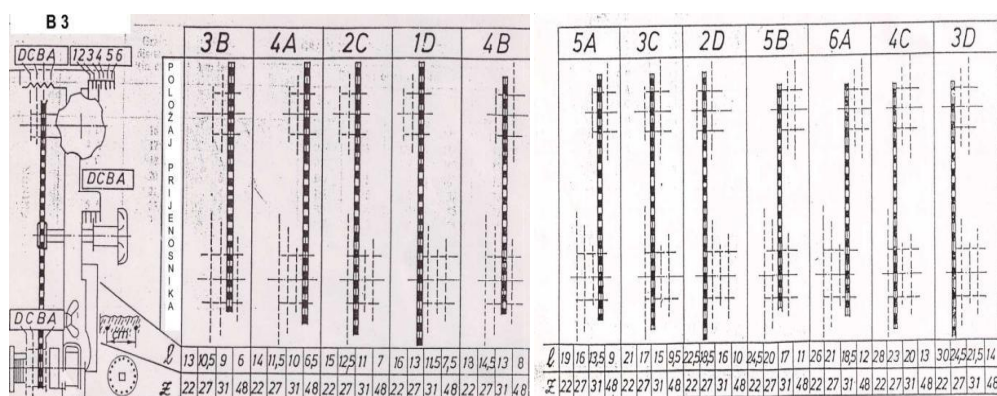 B 3
DCBA 123456
3B 4A 2C 1D 4B 5A 3C 2D 5B 6A 4C 3D
POLOŽAJ PRIJENOSNIKA
DCBA
DCBA
cm
l 13 10,5 9 6 14 11,5 10 6,5 15 12,5 11 7 16 13 11,5 7,5 18 14,5 13 8
z 22 27 31 48 22 27 31 48 22 27 31 48 22 27 31 48 22 27 31 48
l 19 16 13,5 9 21 17 15 9,5 22,5 18,5 16 10 24,5 20 17 11 26 21 18,5 12 28 23 20 13 30 24,5 21,5 14
z 22 27 31 48 22 27 31 48 22 27 31 48 22 27 31 48 22 27 31 48 22 27 31 48 22 27 31 48